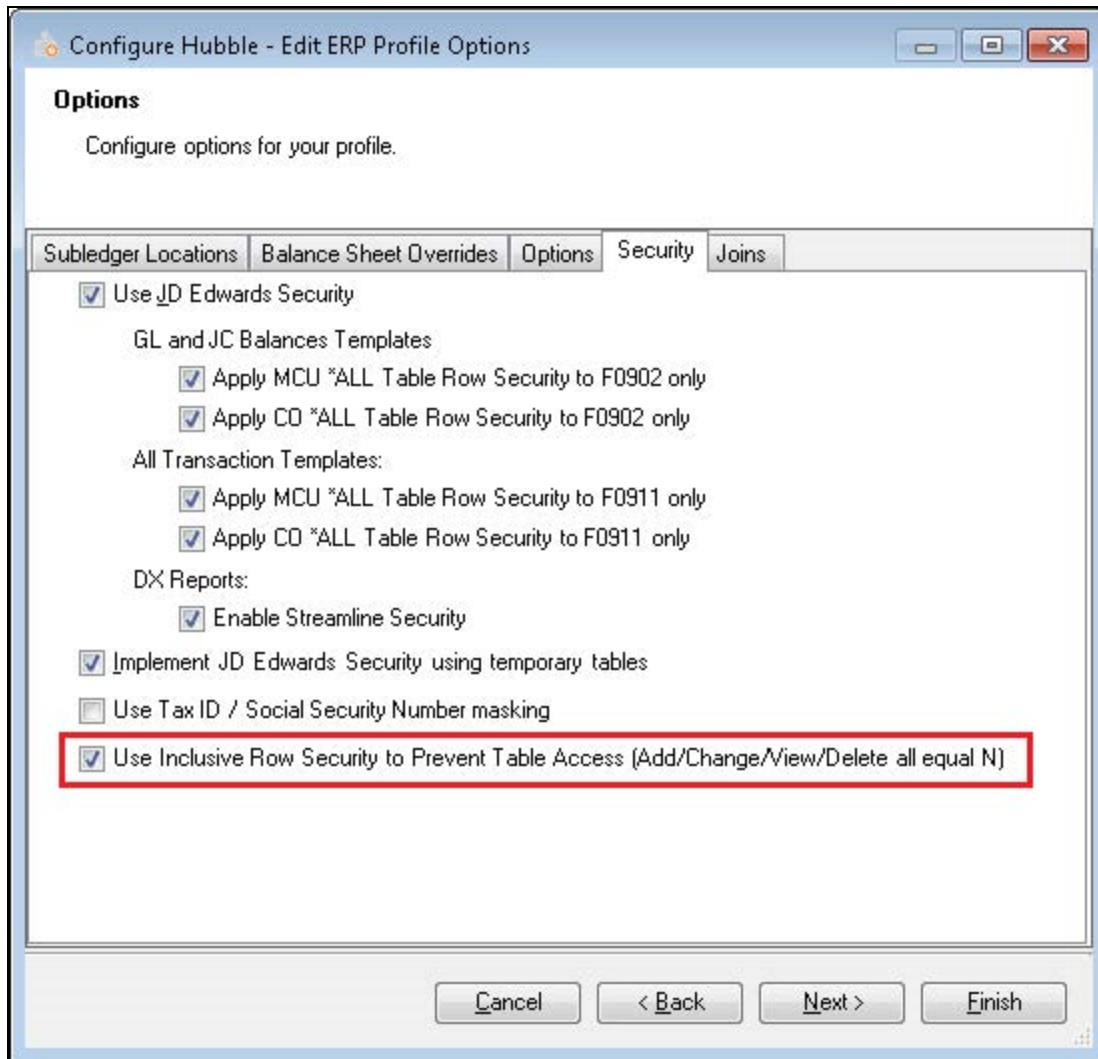 Configure Hubble - Edit ERP Profile Options
Options
Configure options for your profile.
Subledger Locations Balance Sheet Overrides Options Security Joins
Use JD Edwards Security
GL and JC Balances Templates
Apply MCU *ALL Table Row Security to F0902 only
Apply CO *ALL Table Row Security to F0902 only
All Transaction Templates:
Apply MCU *ALL Table Row Security to F0911 only
Apply CO *ALL Table Row Security to F0911 only
DX Reports:
Enable Streamline Security
Implement JD Edwards Security using temporary tables
Use Tax ID / Social Security Number masking
Use Inclusive Row Security to Prevent Table Access (Add/Change/View/Delete all equal N)
Cancel < Back Next > Finish